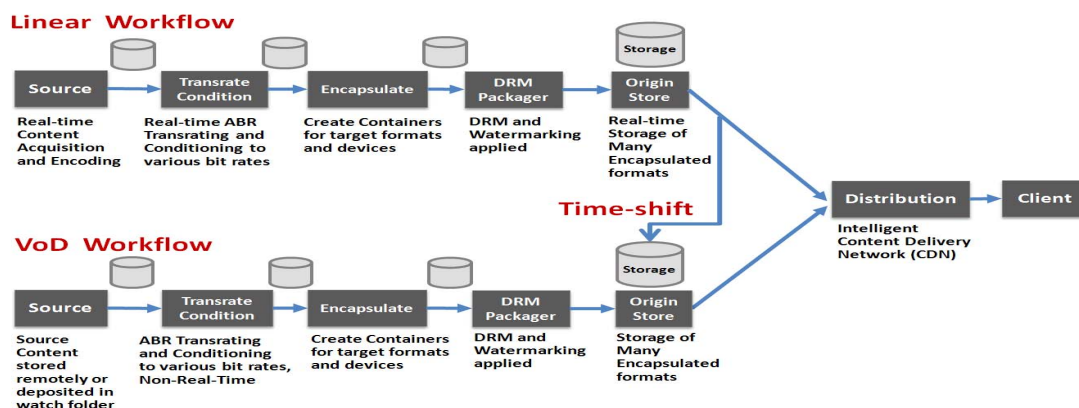 Linear Workflow
Storage
Source
Transrate
Condition
Encapsulate
DRM
Packager
Origin
Store
Real-time
Content
Acquisition
and Encoding
Real-time ABR
Transrating and
Conditioning to
various bit rates
Create Containers
for target formats
and devices
DRM and
Watermarking
applied
Real-time
Storage of
Many
Encapsulated
formats
Time-shift
Distribution
Client
Intelligent
Content Delivery
Network (CDN)
VoD Workflow
Storage
Source
Transrate
Condition
Encapsulate
DRM
Packager
Origin
Store
Source
Content
stored
remotely or
deposited in
watch folder
ABR Transrating
and Conditioning
to various bit rates,
Non-Real-Time
Create Containers
for target formats
and devices
DRM and
Watermarking
applied
Storage of
Many
Encapsulated
formats